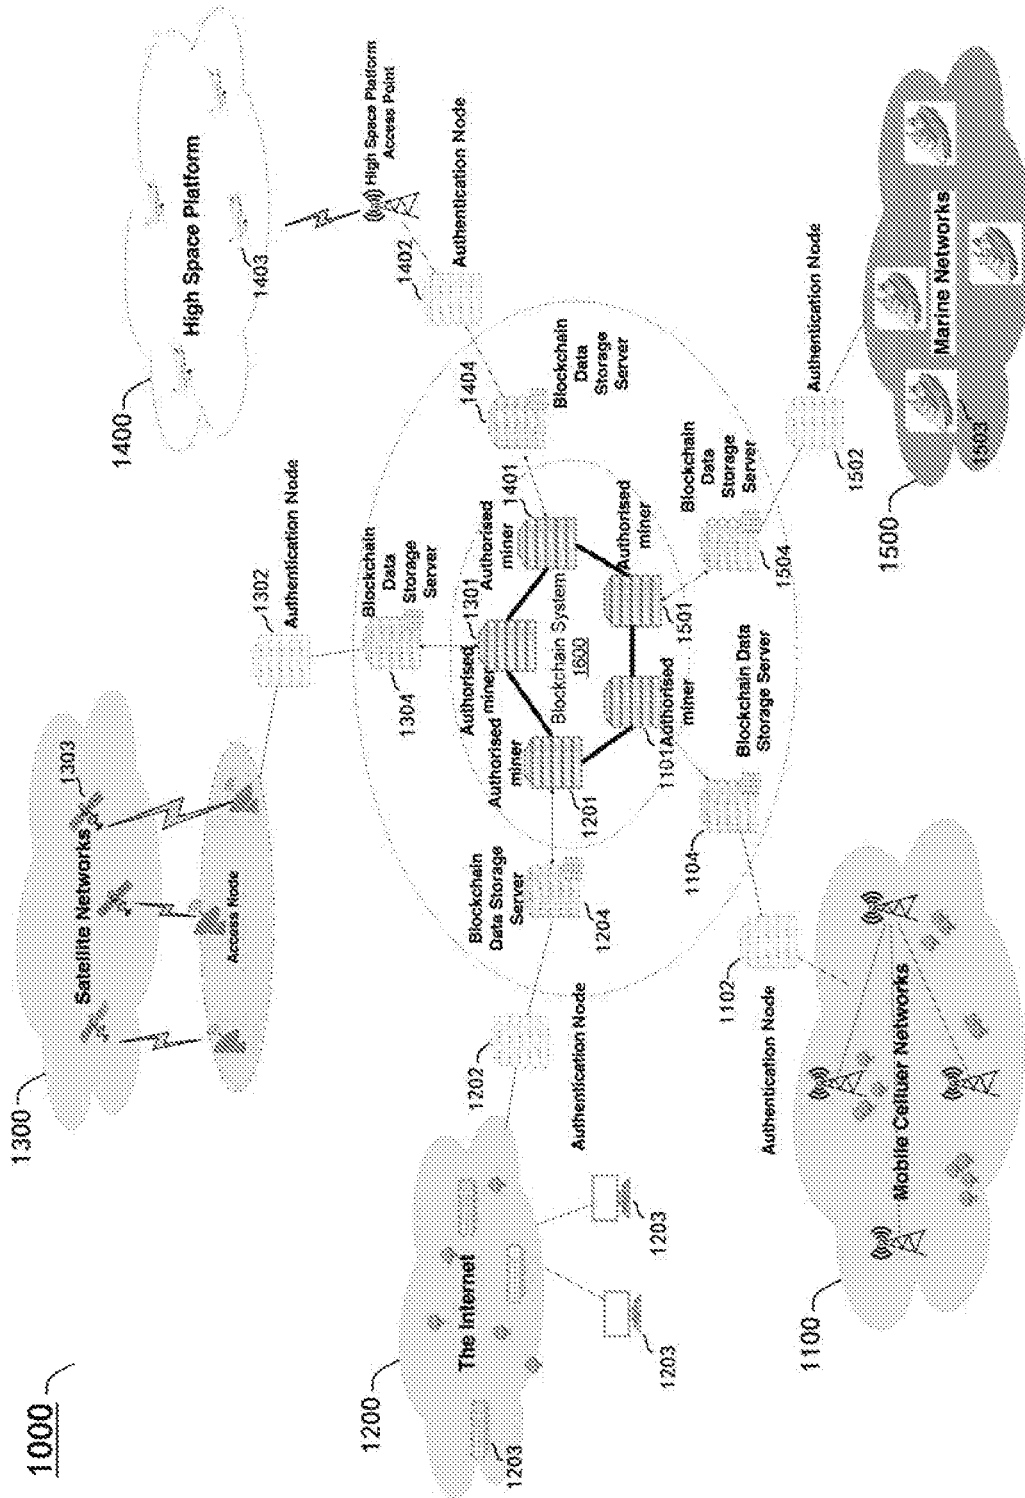 1000
1300
Satellite Networks
1303
Access Node
1302
Authentication Node
1400
High Space Platform
1403
High Space Platform
Access Point
1402
Authentication Node
1404
Blockchain
Data
Storage
Server
1304
Blockchain
Data
Storage
Server
1301
Authorised
miner
1401
Authorised
miner
Blockchain System
1600
1201
Authorised
miner
1101
Authorised
miner
1501
Authorised
miner
1200
The Internet
1203
1203
1203
1202
Authentication Node
1204
Blockchain
Data Storage
Server
1104
Blockchain Data
Storage Server
1504
Blockchain
Data
Storage
Server
1100
Mobile Celluer Networks
1102
Authentication Node
1502
Authentication Node
1500
Marine Networks
1503